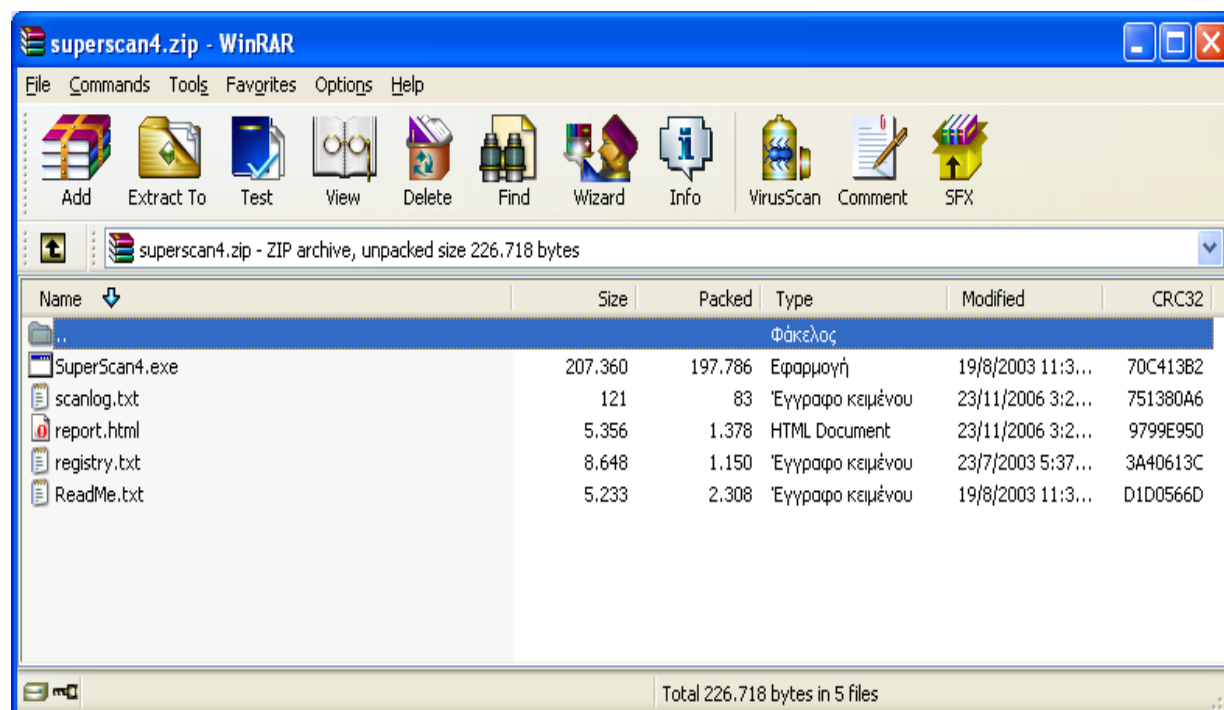 superscan4.zip - WinRAR
File Commands Tools Favorites Options Help
Add Extract To Test View Delete Find Wizard Info VirusScan Comment SFX
superscan4.zip - ZIP archive, unpacked size 226.718 bytes
Name Size Packed Type Modified CRC32
.. Φάκελος
SuperScan4.exe 207.360 197.786 Εφαρμογή 19/8/2003 11:3... 70C413B2
scanlog.txt 121 83 Έγγραφο κειμένου 23/11/2006 3:2... 751380A6
report.html 5.356 1.378 HTML Document 23/11/2006 3:2... 9799E950
registry.txt 8.648 1.150 Έγγραφο κειμένου 23/7/2003 5:37... 3A40613C
ReadMe.txt 5.233 2.308 Έγγραφο κειμένου 19/8/2003 11:3... D1D0566D
Total 226.718 bytes in 5 files